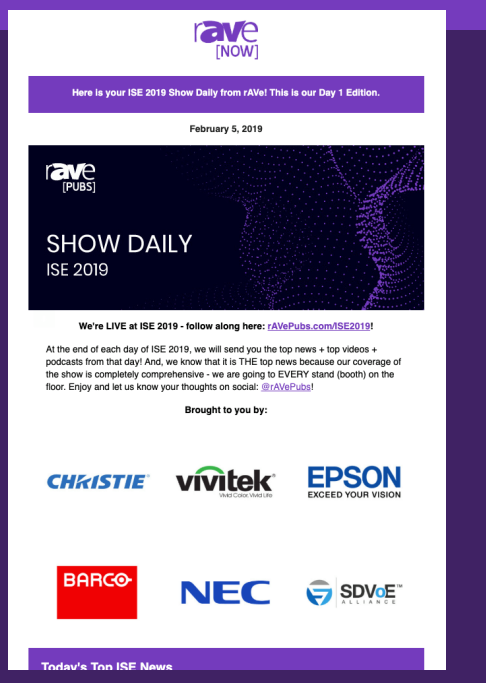 rAVe
[NOW]
Here is your ISE 2019 Show Daily from rAVe! This is our Day 1 Edition.
February 5, 2019
rAVe
[PUBS]
SHOW DAILY
ISE 2019
We're LIVE at ISE 2019 - follow along here: rAVePubs.com/ISE2019!
At the end of each day of ISE 2019, we will send you the top news + top videos +
podcasts from that day! And, we know that it is THE top news because our coverage of
the show is completely comprehensive - we are going to EVERY stand (booth) on the
floor. Enjoy and let us know your thoughts on social: @rAVePubs!
Brought to you by:
CHRISTIE®
vivitek®
Vivid Color, Vivid Life
EPSON
EXCEED YOUR VISION
BARCO
NEC
SDVoE™
ALLIANCE
Today's Top ISE News